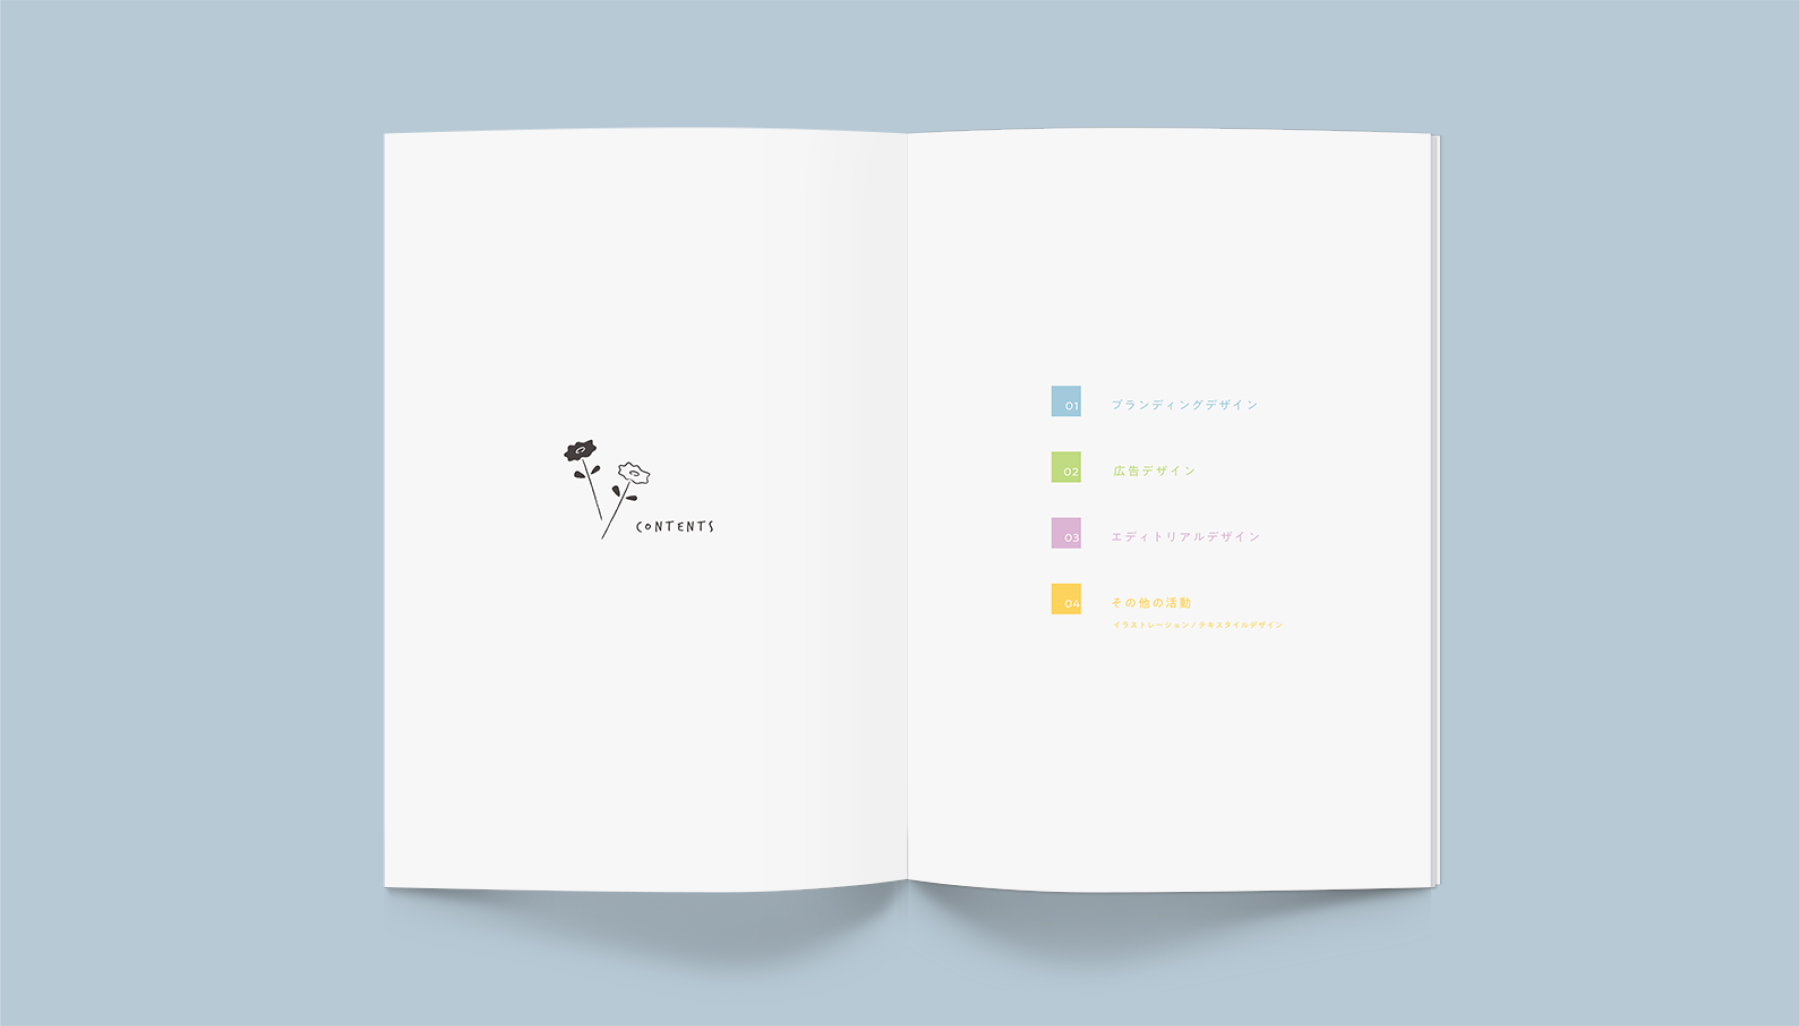 CONTENTS
01 ブランディングデザイン
02 広告デザイン
03 エディトリアルデザイン
04 その他の活動
イラストレーション/テキスタイルデザイン